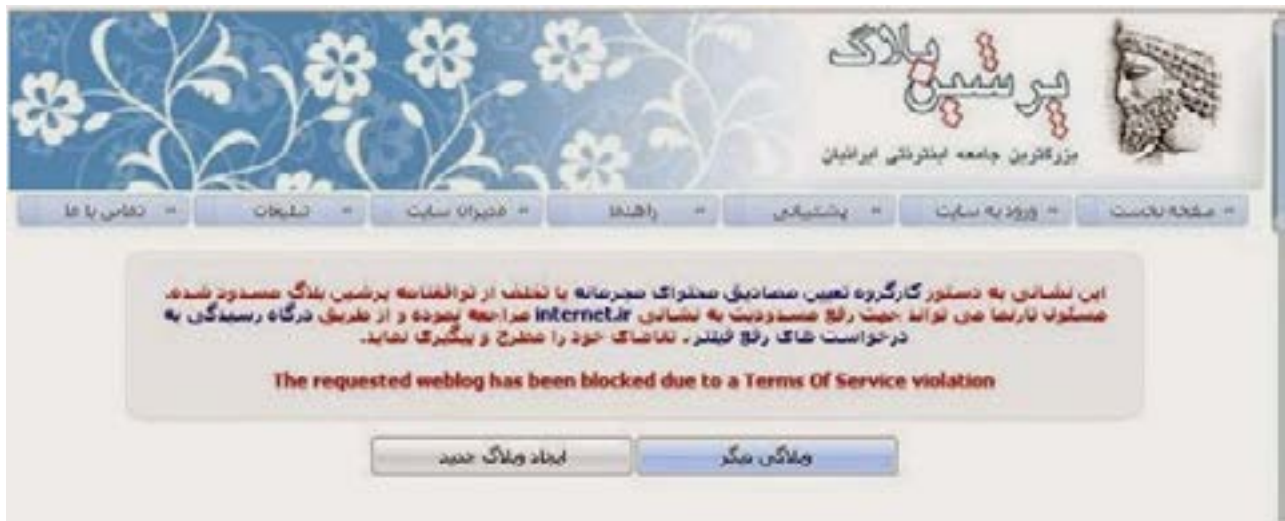 پرشین بلاگ
بزرگترین جامعه اینترنتی ایرانیان
صفحه نخست
ورود به سایت
پشتیبانی
راهنما
مدیران سایت
تبلیغات
تماس با ما
این نشانی به دستور کارگروه تعیین مصادیق محتوای مجرمانه یا تخلف از توافقنامه پرشین بلاگ مسدود شده.
مسئول تارنما می تواند جهت رفع مسدودیت به نشانی internet.ir مراجعه نموده و از طریق درگاه رسیدگی به
درخواست های رفع فیلتر، تقاضای خود را مطرح و پیگیری نماید.
The requested weblog has been blocked due to a Terms Of Service violation
وبلاگی دیگر
ایجاد وبلاگ جدید